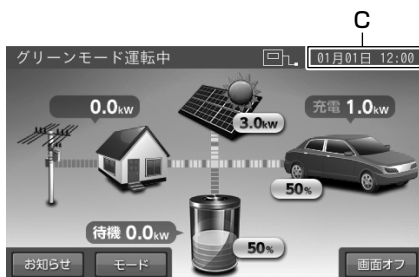 C
グリーンモード運転中
01月01日 12:00
0.0kW
3.0kW
充電 1.0kW
50%
待機 0.0kW
50%
お知らせ
モード
画面オフ